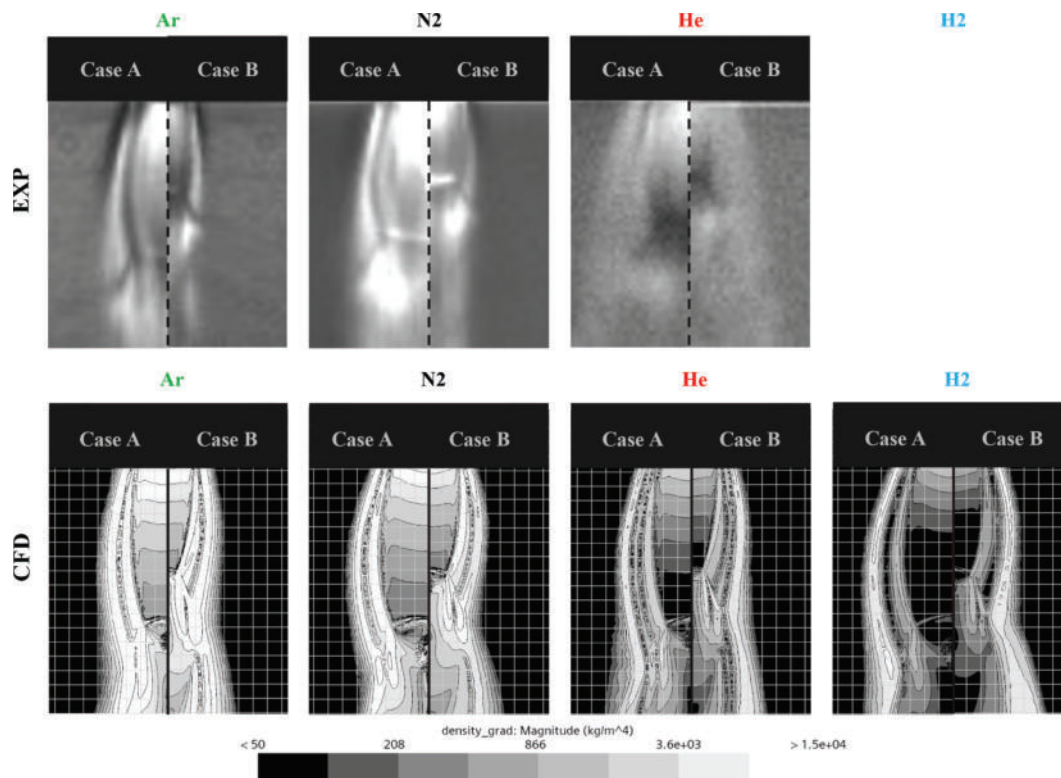 Ar N2 He H2
Case A Case B Case A Case B Case A Case B
EXP
Ar N2 He H2
Case A Case B Case A Case B Case A Case B Case A Case B
CFD
density_grad: Magnitude (kg/m^4)
< 50 208 866 3.6e+03 > 1.5e+04